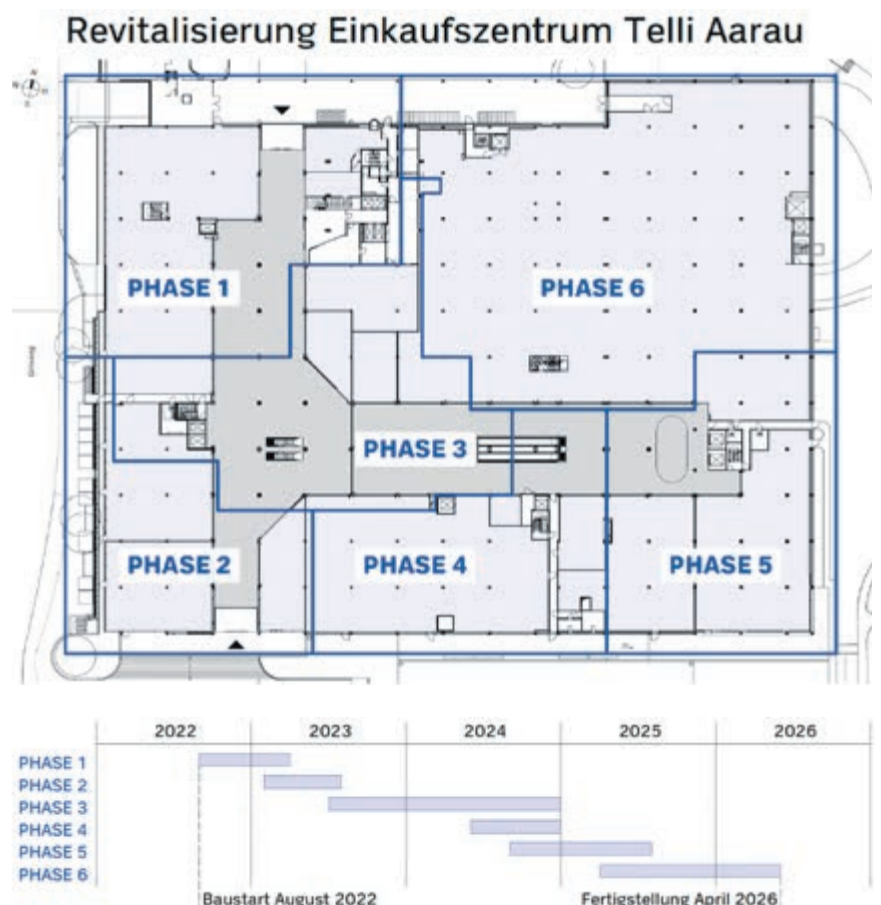 Revitalisierung Einkaufszentrum Telli Aarau
PHASE 1
PHASE 6
PHASE 3
PHASE 2
PHASE 4
PHASE 5
2022 2023 2024 2025 2026
PHASE 1
PHASE 2
PHASE 3
PHASE 4
PHASE 5
PHASE 6
Baustart August 2022 Fertigstellung April 2026